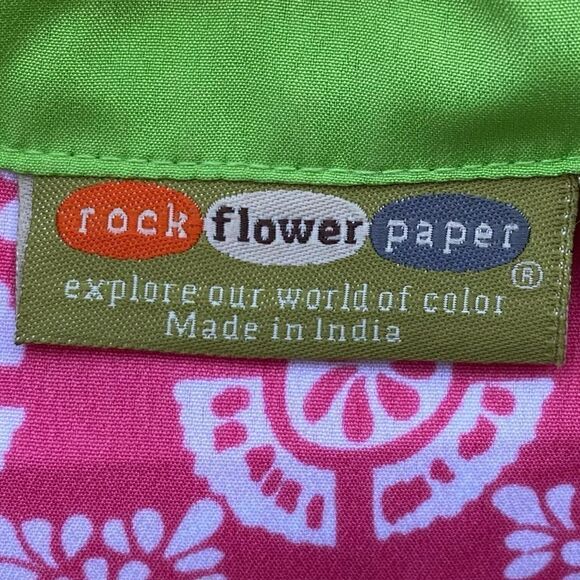 rock flower paper ®
explore our world of color
Made in India